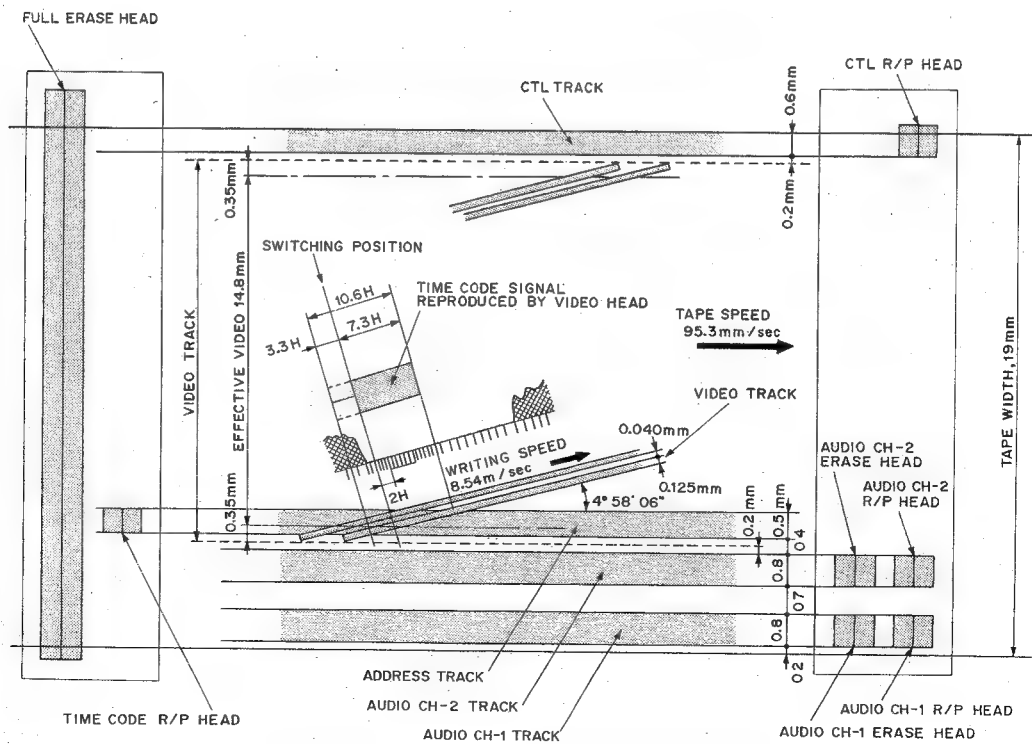 FULL ERASE HEAD
CTL R/P HEAD
CTL TRACK
0.6mm
0.35mm
0.2mm
SWITCHING POSITION
10.6H
TIME CODE SIGNAL
REPRODUCED BY VIDEO HEAD
7.3H
3.3H
TAPE SPEED
95.3mm/sec
VIDEO TRACK
EFFECTIVE VIDEO 14.8mm
TAPE WIDTH, 19mm
VIDEO TRACK
0.040mm
WRITING SPEED
8.54m/sec
2H
0.125mm
4° 58' 06"
AUDIO CH-2
ERASE HEAD
AUDIO CH-2
R/P HEAD
0.35mm
0.2mm
0.5mm
0.4
0.8
0.7
0.8
0.2
ADDRESS TRACK
AUDIO CH-2 TRACK
AUDIO CH-1 TRACK
TIME CODE R/P HEAD
AUDIO CH-1 R/P HEAD
AUDIO CH-1 ERASE HEAD